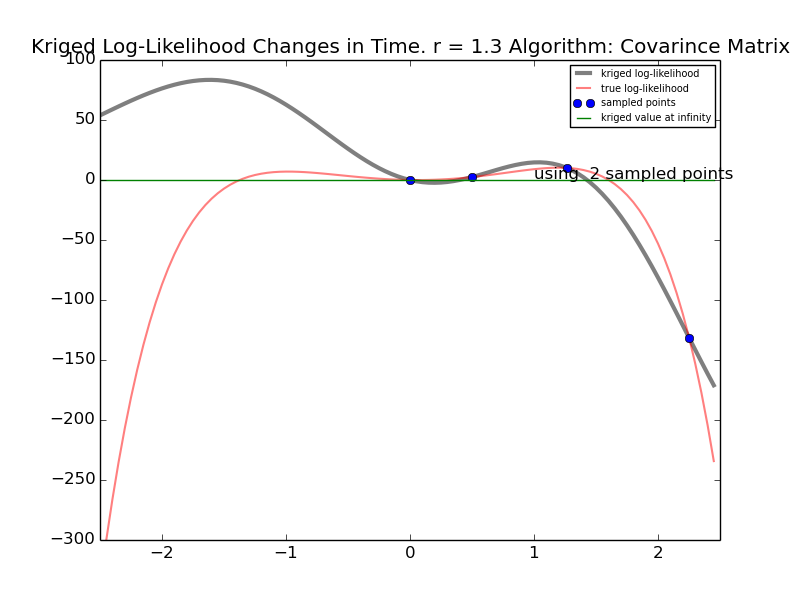 Kriged Log-Likelihood Changes in Time. r = 1.3 Algorithm: Covarince Matrix
100
50
0
−50
−100
−150
−200
−250
−300
kriged log-likelihood
true log-likelihood
sampled points
kriged value at infinity
using 2 sampled points
−2
−1
0
1
2